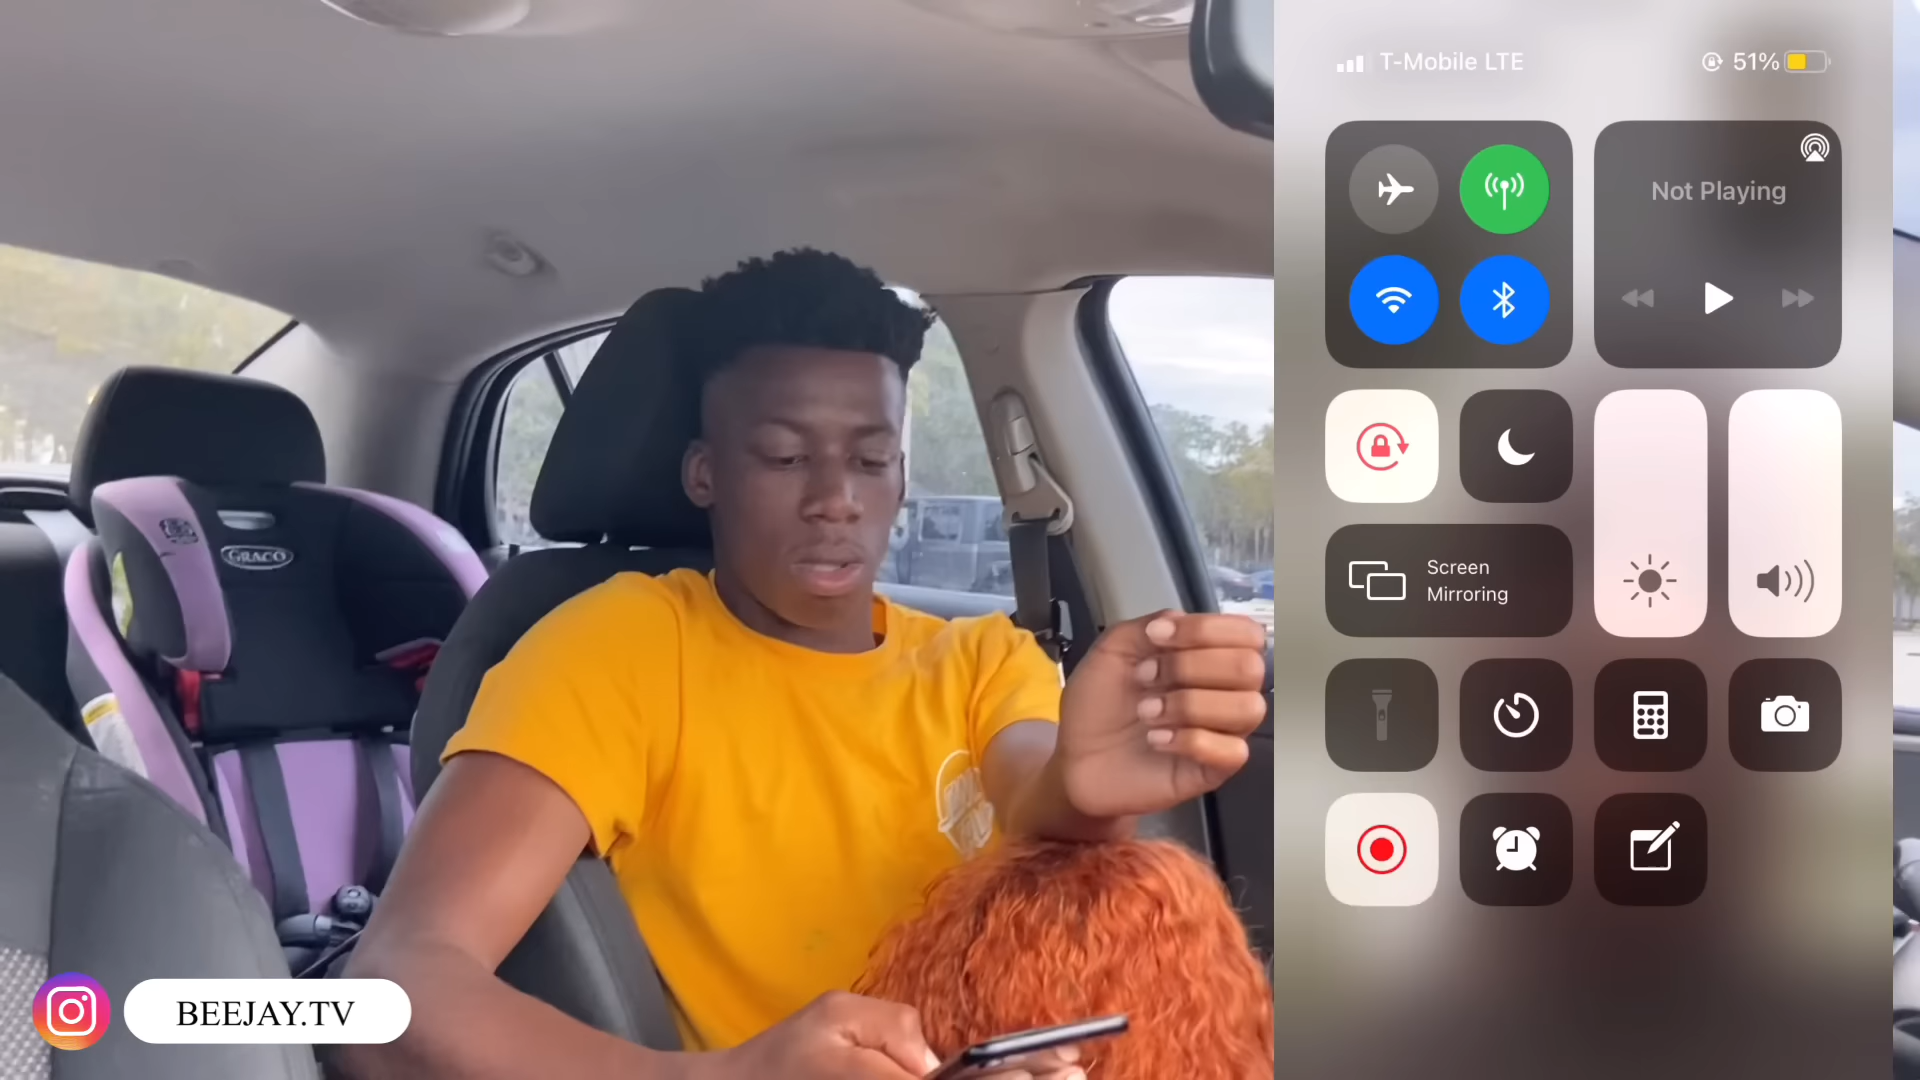 T-Mobile LTE
51%
Not Playing
Screen
Mirroring
GRACO
BEEJAY.TV